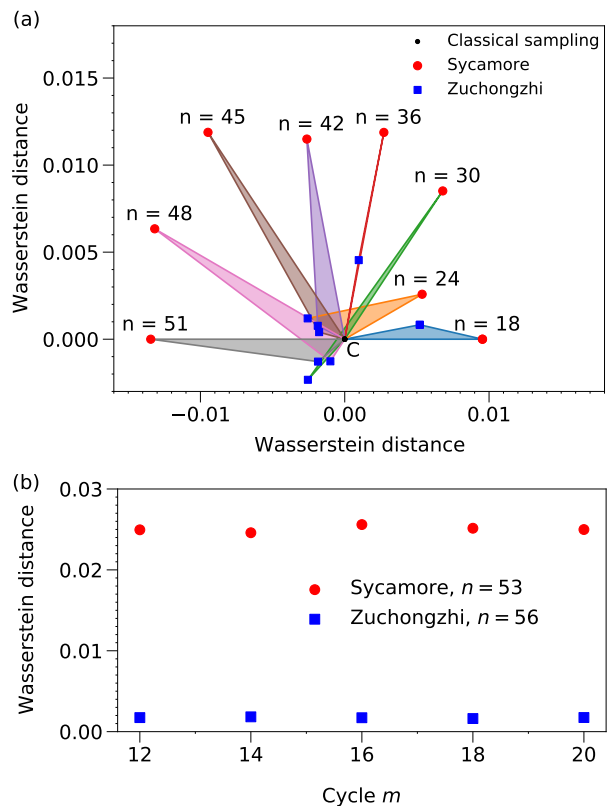 (a)
Classical sampling
Sycamore
Zuchongzhi
n = 45
n = 42
n = 36
n = 30
n = 48
n = 24
n = 51
n = 18
C
0.015
0.010
0.005
0.000
Wasserstein distance
−0.01
0.00
0.01
Wasserstein distance
(b)
0.03
0.02
0.01
0.00
Wasserstein distance
Sycamore, n = 53
Zuchongzhi, n = 56
12
14
16
18
20
Cycle m